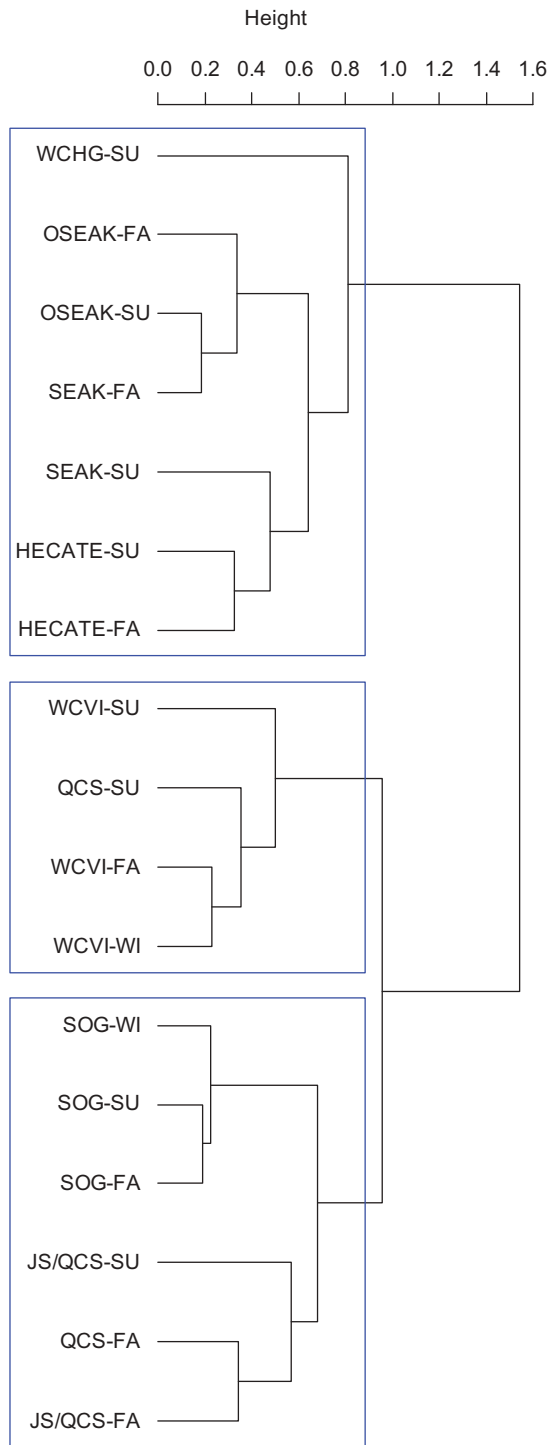 Height
0.0 0.2 0.4 0.6 0.8 1.0 1.2 1.4 1.6
WCHG-SU
OSEAK-FA
OSEAK-SU
SEAK-FA
SEAK-SU
HECATE-SU
HECATE-FA
WCVI-SU
QCS-SU
WCVI-FA
WCVI-WI
SOG-WI
SOG-SU
SOG-FA
JS/QCS-SU
QCS-FA
JS/QCS-FA